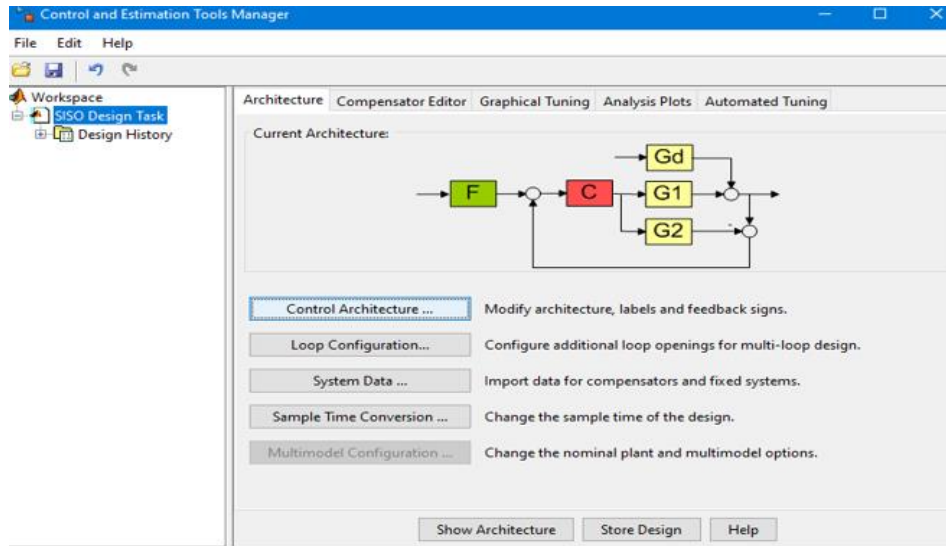 Control and Estimation Tools Manager
File Edit Help
Workspace
SISO Design Task
Design History
Architecture Compensator Editor Graphical Tuning Analysis Plots Automated Tuning
Current Architecture:
Gd
F C G1
G2
-
Control Architecture ... Modify architecture, labels and feedback signs.
Loop Configuration... Configure additional loop openings for multi-loop design.
System Data ... Import data for compensators and fixed systems.
Sample Time Conversion ... Change the sample time of the design.
Multimodel Configuration ... Change the nominal plant and multimodel options.
Show Architecture Store Design Help